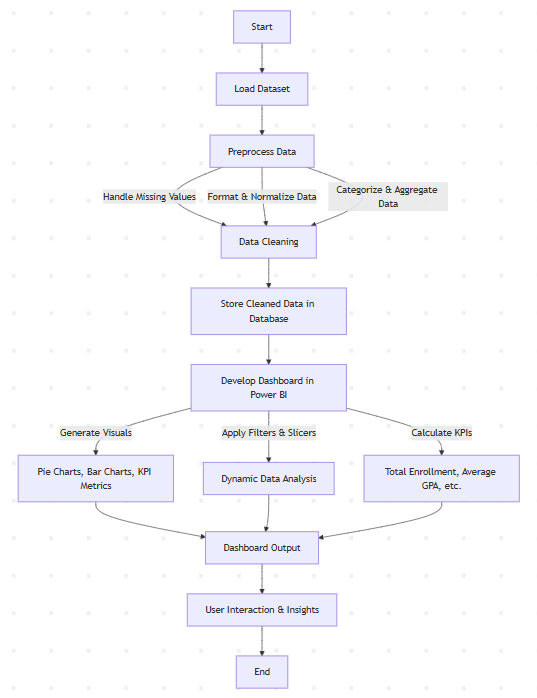 Start
Load Dataset
Preprocess Data
Handle Missing Values
Format & Normalize Data
Categorize & Aggregate
Data
Data Cleaning
Store Cleaned Data in
Database
Develop Dashboard in
Power BI
Generate Visuals
Apply Filters & Slicers
Calculate KPIs
Pie Charts, Bar Charts, KPI
Metrics
Dynamic Data Analysis
Total Enrollment, Average
GPA, etc.
Dashboard Output
User Interaction & Insights
End